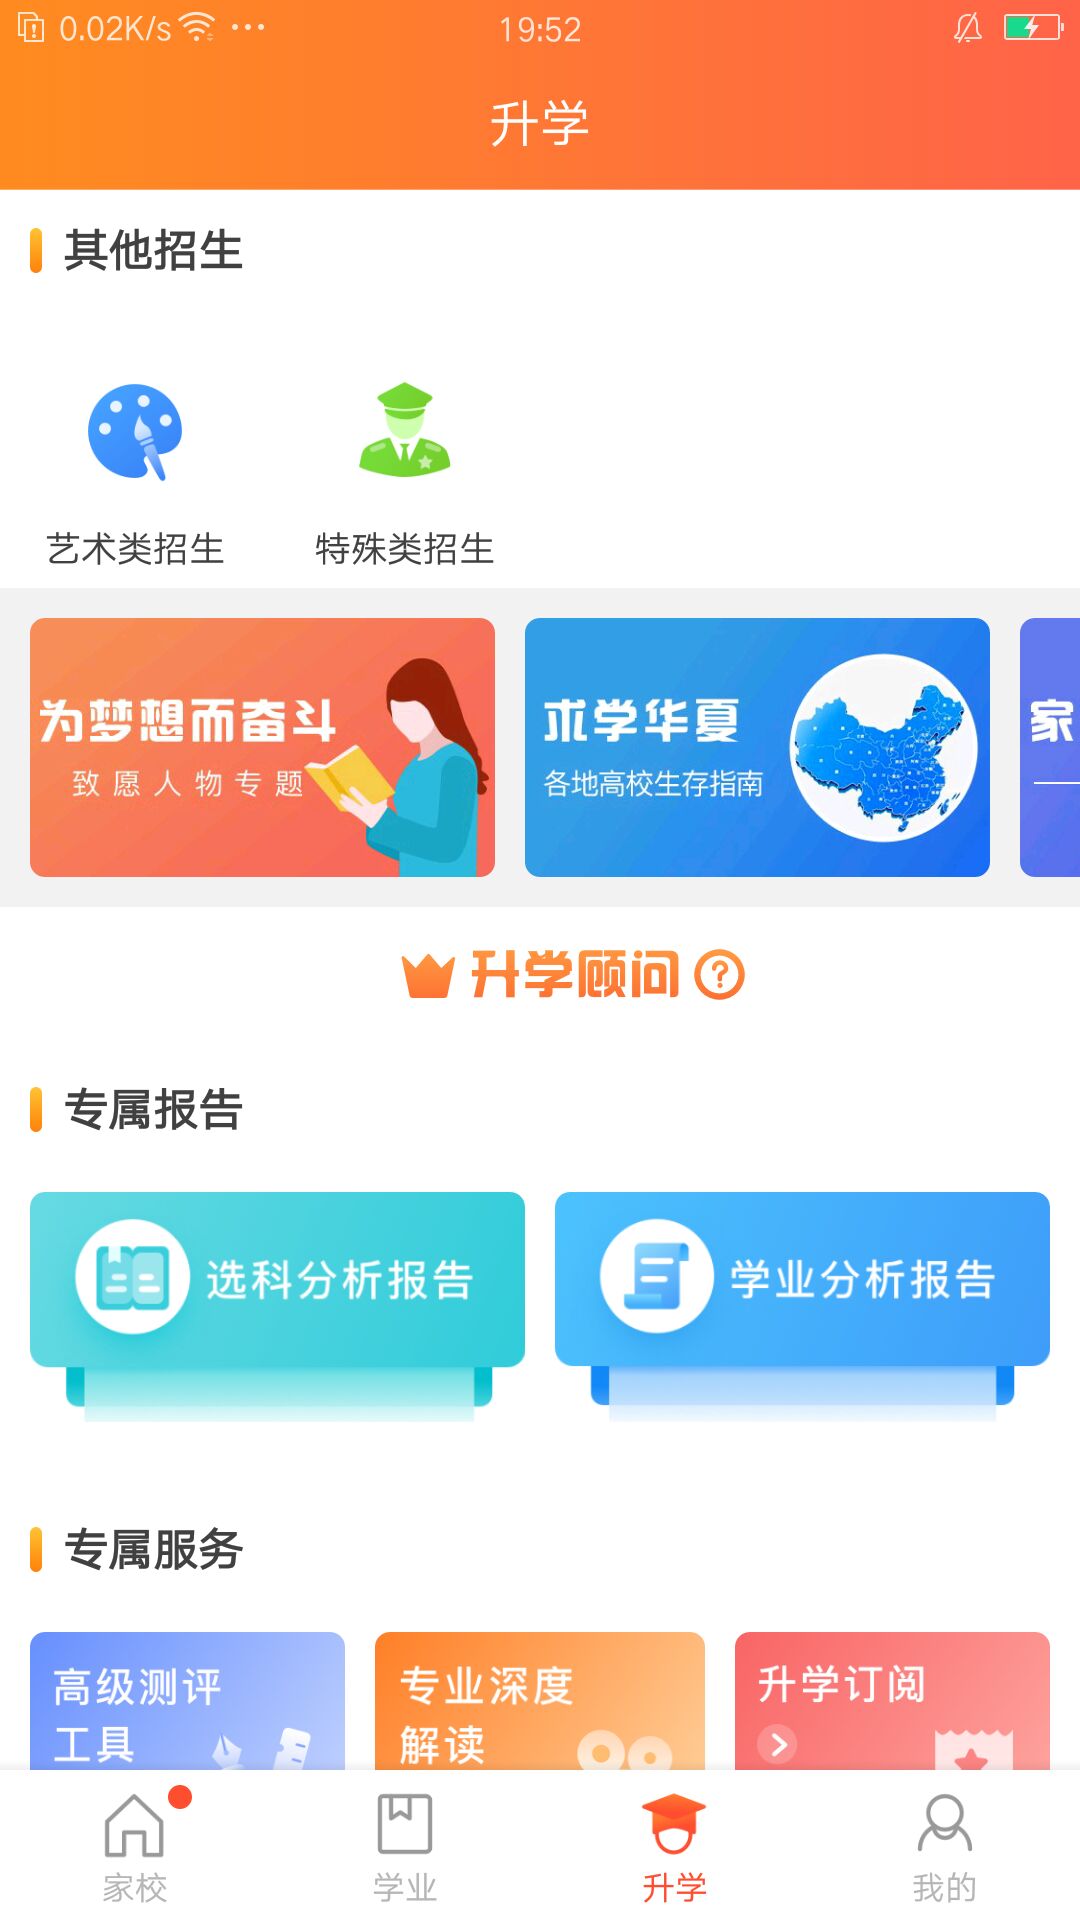 0.02K/s
19:52
升学
其他招生
艺术类招生
特殊类招生
为梦想而奋斗
致愿人物专题
求学华夏
各地高校生存指南
家
升学顾问
专属报告
选科分析报告
学业分析报告
专属服务
高级测评
工具
专业深度
解读
升学订阅
家校
学业
升学
我的